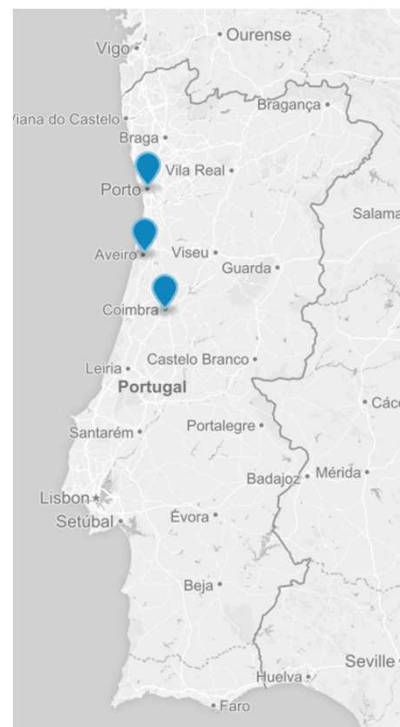 Ourense
Vigo
Bragança
Viana do Castelo
Braga
Vila Real
Porto
Salama
Aveiro
Viseu
Guarda
Coimbra
Castelo Branco
Leiria
Portugal
Các
Portalegre
Santarém
Badajoz
Mérida
Lisbon
Setúbal
Évora
Beja
Seville
Huelva
Faro